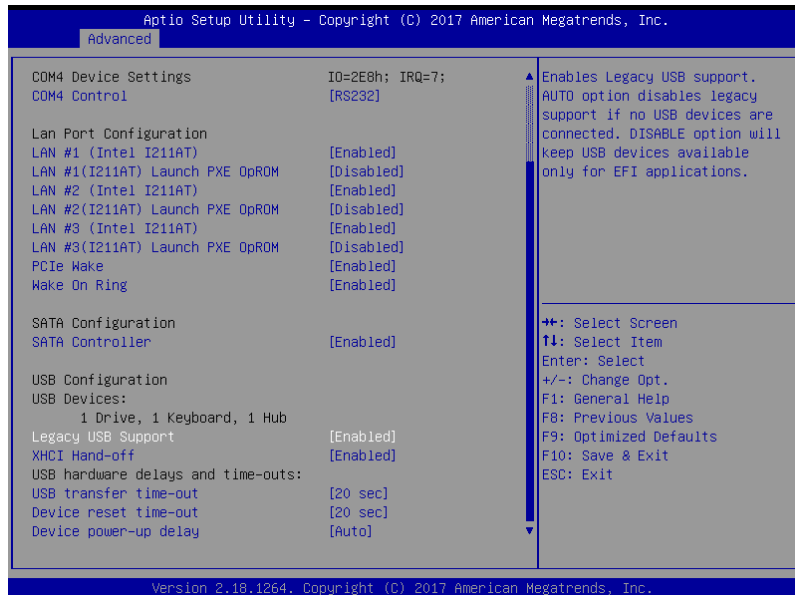 Aptio Setup Utility – Copyright (C) 2017 American Megatrends, Inc.
Advanced
COM4 Device Settings IO=2E8h; IRQ=7;
COM4 Control [RS232]
Lan Port Configuration
LAN #1 (Intel I211AT) [Enabled]
LAN #1(I211AT) Launch PXE OpROM [Disabled]
LAN #2 (Intel I211AT) [Enabled]
LAN #2(I211AT) Launch PXE OpROM [Disabled]
LAN #3 (Intel I211AT) [Enabled]
LAN #3(I211AT) Launch PXE OpROM [Disabled]
PCIe Wake [Enabled]
Wake On Ring [Enabled]
SATA Configuration
SATA Controller [Enabled]
USB Configuration
USB Devices:
1 Drive, 1 Keyboard, 1 Hub
Legacy USB Support [Enabled]
XHCI Hand-off [Enabled]
USB hardware delays and time-outs:
USB transfer time-out [20 sec]
Device reset time-out [20 sec]
Device power-up delay [Auto]
Enables Legacy USB support.
AUTO option disables legacy
support if no USB devices are
connected. DISABLE option will
keep USB devices available
only for EFI applications.
→←: Select Screen
↑↓: Select Item
Enter: Select
+/-: Change Opt.
F1: General Help
F8: Previous Values
F9: Optimized Defaults
F10: Save & Exit
ESC: Exit
Version 2.18.1264. Copyright (C) 2017 American Megatrends, Inc.